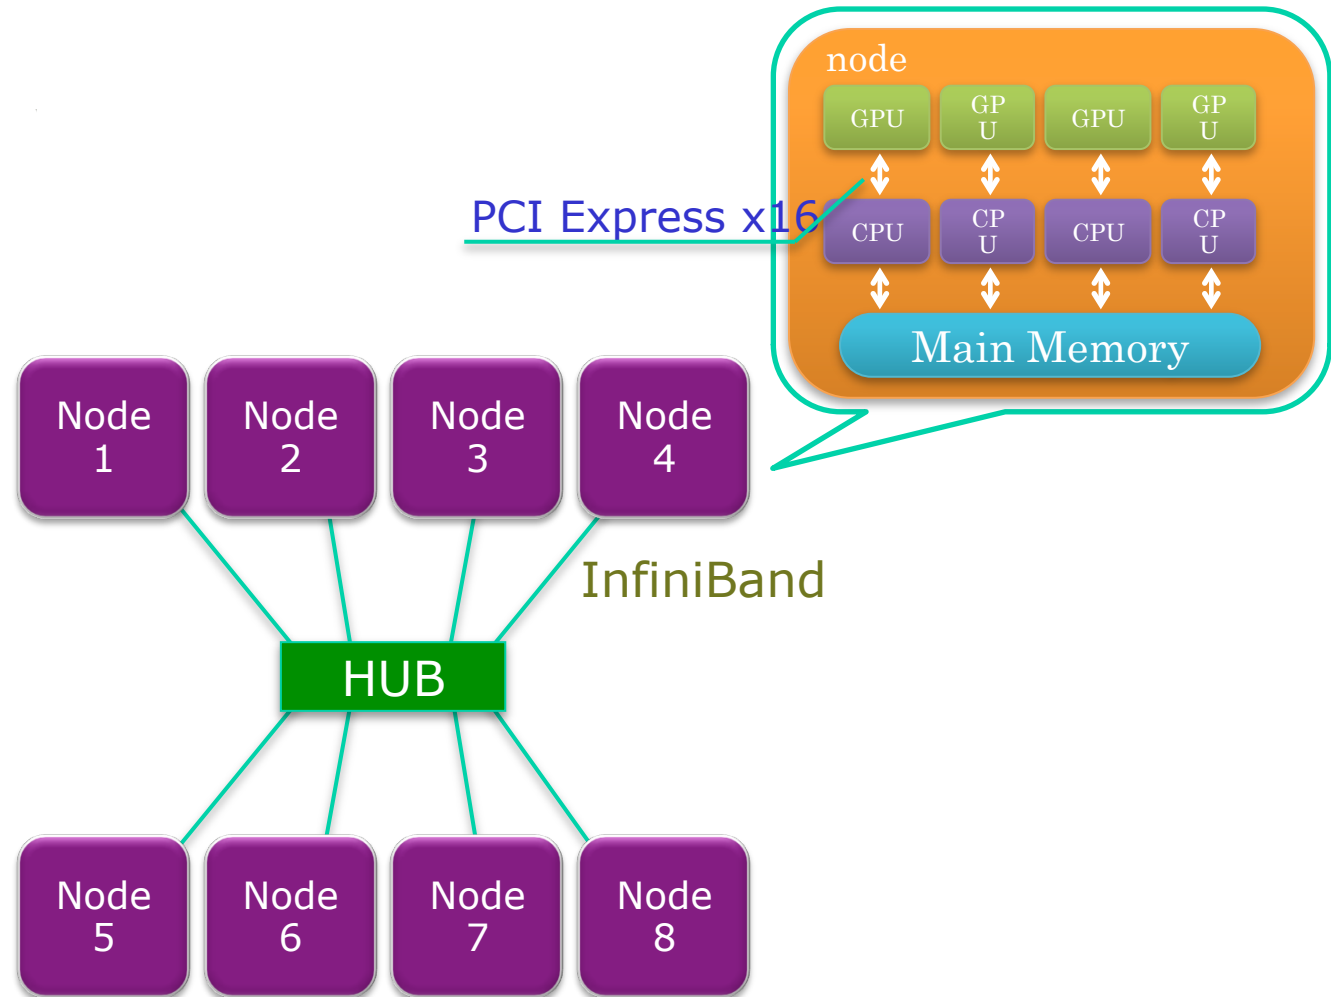 node
GPU
GP
U
GPU
GP
U
PCI Express x16
CPU
CP
U
CPU
CP
U
Main Memory
Node
1
Node
2
Node
3
Node
4
InfiniBand
HUB
Node
5
Node
6
Node
7
Node
8